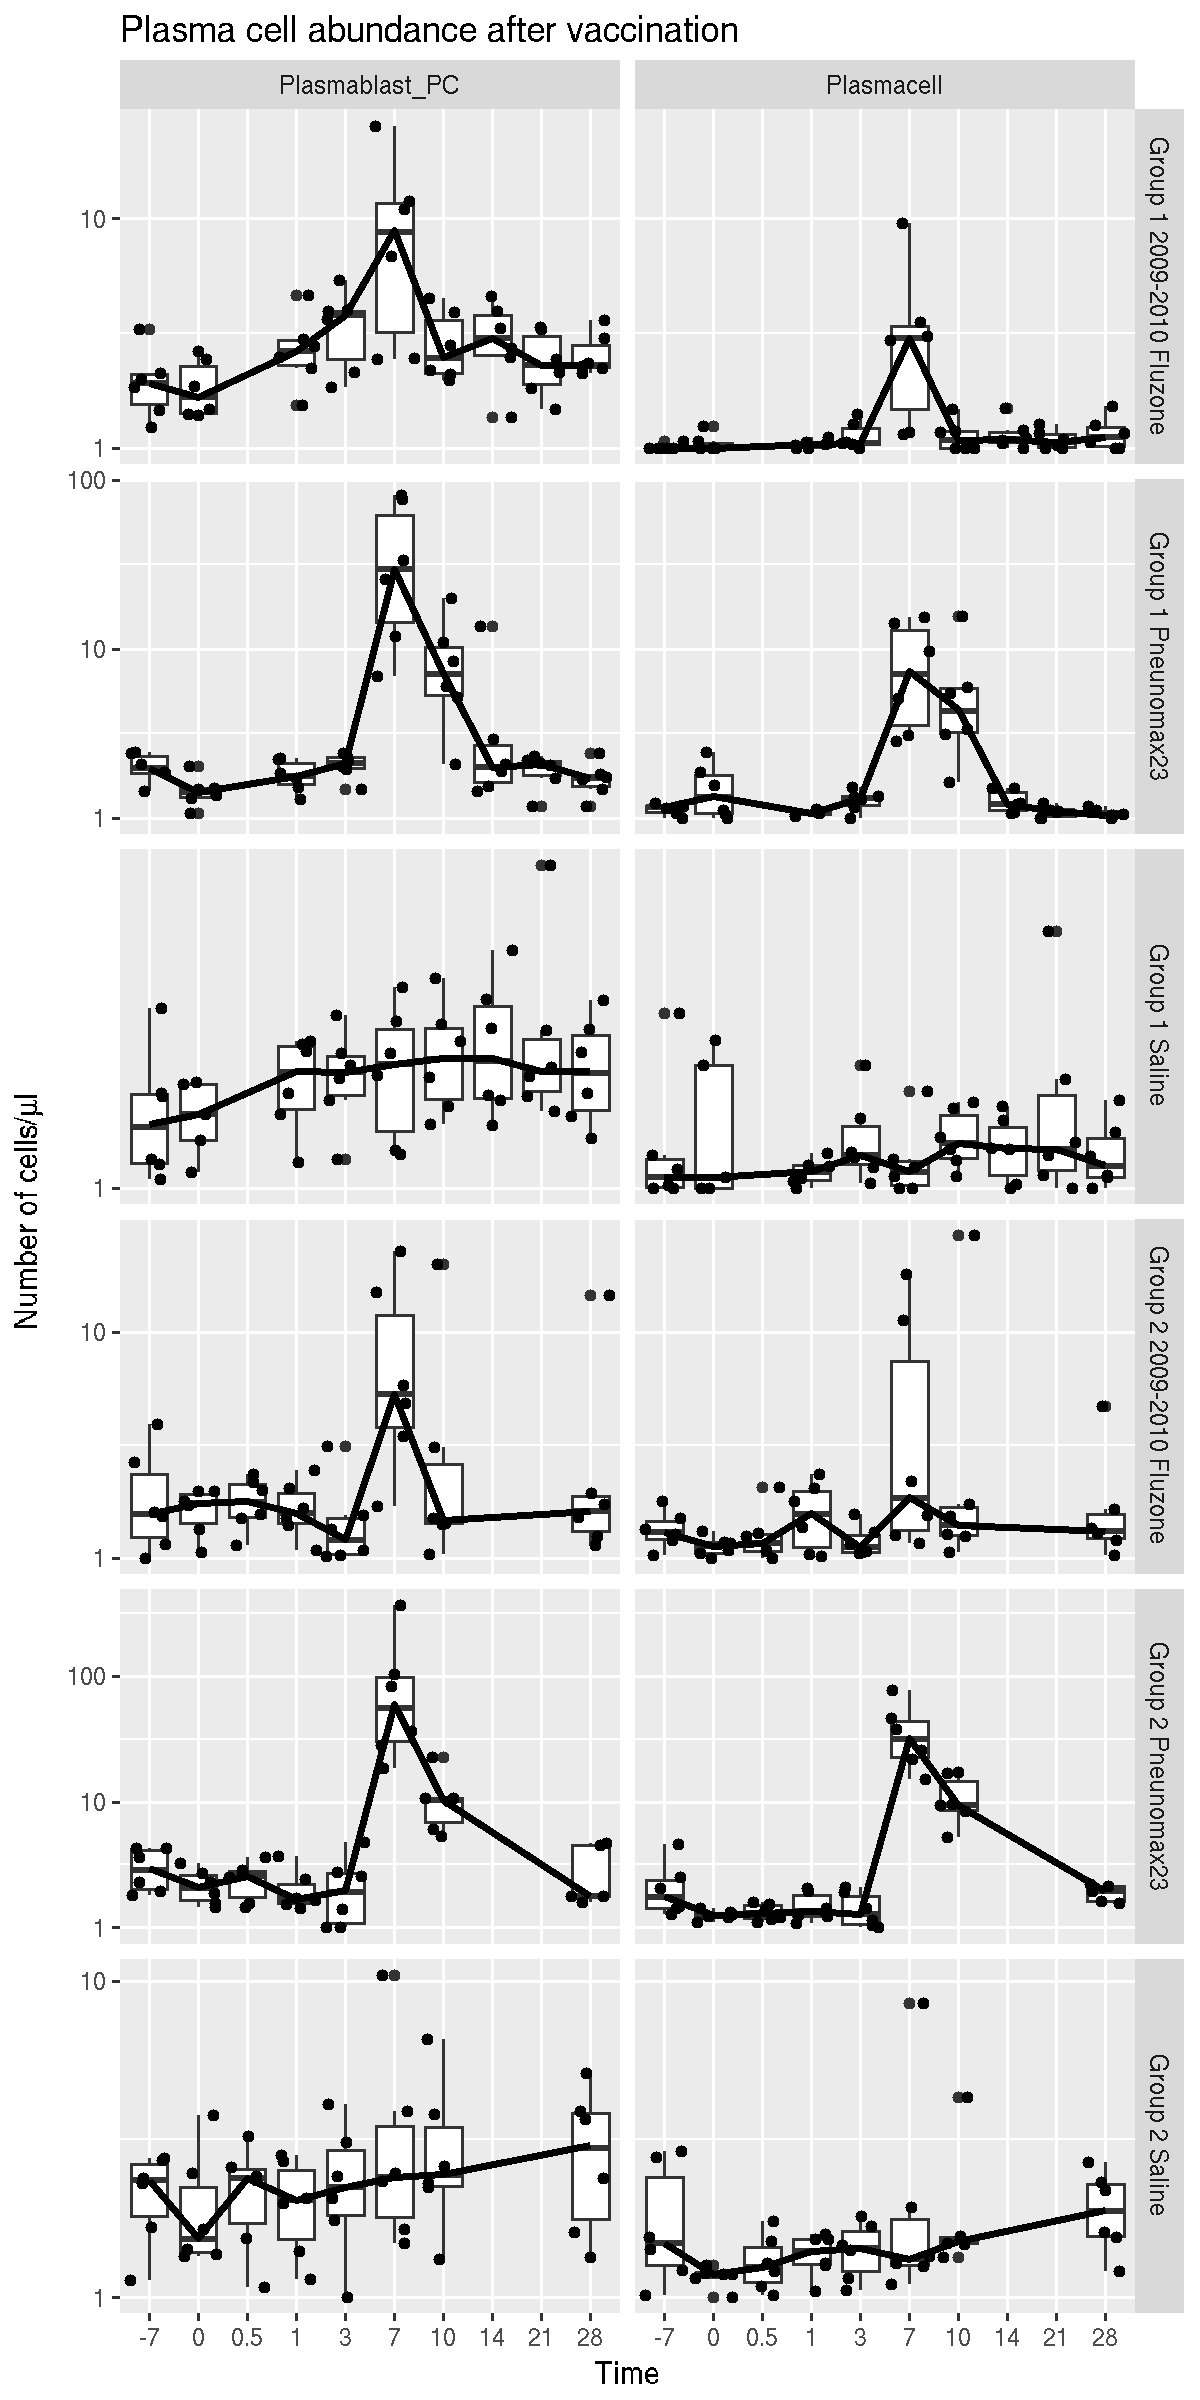 Plasma cell abundance after vaccination
Plasmablast_PC
Plasmacell
Number of cells/µl
10
1
Group 1 2009-2010 Fluzone
100
10
1
Group 1 Pneunomax23
1
Group 1 Saline
10
1
Group 2 2009-2010 Fluzone
100
10
1
Group 2 Pneunomax23
10
1
Group 2 Saline
-7 0 0.5 1 3 7 10 14 21 28
-7 0 0.5 1 3 7 10 14 21 28
Time